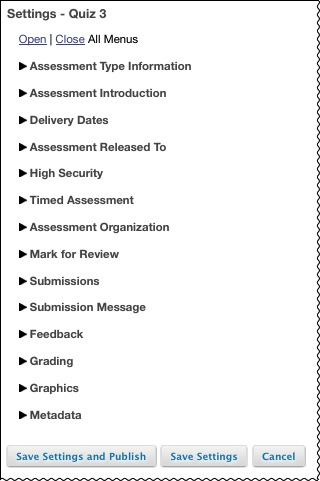 Settings - Quiz 3
Open | Close All Menus
Assessment Type Information
Assessment Introduction
Delivery Dates
Assessment Released To
High Security
Timed Assessment
Assessment Organization
Mark for Review
Submissions
Submission Message
Feedback
Grading
Graphics
Metadata
Save Settings and Publish Save Settings Cancel